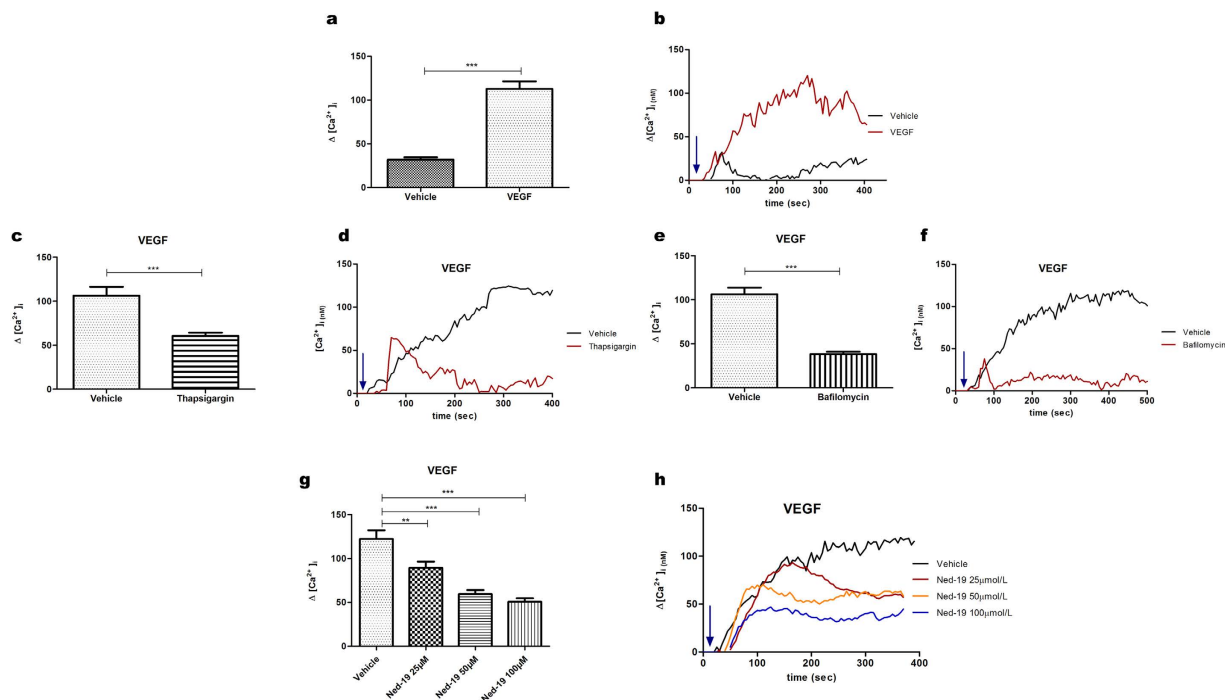 a
150
100
50
0
Δ [Ca²⁺ ]ᵢ
***
Vehicle
VEGF
b
150
100
50
0
Δ[Ca²⁺ ]ᵢ (nM)
0
100
200
300
400
time (sec)
Vehicle
VEGF
c
VEGF
150
100
50
0
Δ [Ca²⁺ ]ᵢ
***
Vehicle
Thapsigargin
d
VEGF
150
100
50
0
[Ca²⁺ ]ᵢ (nM)
0
100
200
300
400
time (sec)
Vehicle
Thapsigargin
e
VEGF
150
100
50
0
Δ [Ca²⁺ ]ᵢ
***
Vehicle
Bafilomycin
f
VEGF
150
100
50
0
Δ [Ca²⁺ ]ᵢ (nM)
0
100
200
300
400
500
time (sec)
Vehicle
Bafilomycin
g
VEGF
150
100
50
0
Δ [Ca²⁺ ]ᵢ
***
***
**
Vehicle
Ned-19 25µM
Ned-19 50µM
Ned-19 100µM
h
VEGF
150
100
50
0
Δ [Ca²⁺ ]ᵢ (nM)
0
100
200
300
400
time (sec)
Vehicle
Ned-19 25µmol/L
Ned-19 50µmol/L
Ned-19 100µmol/L